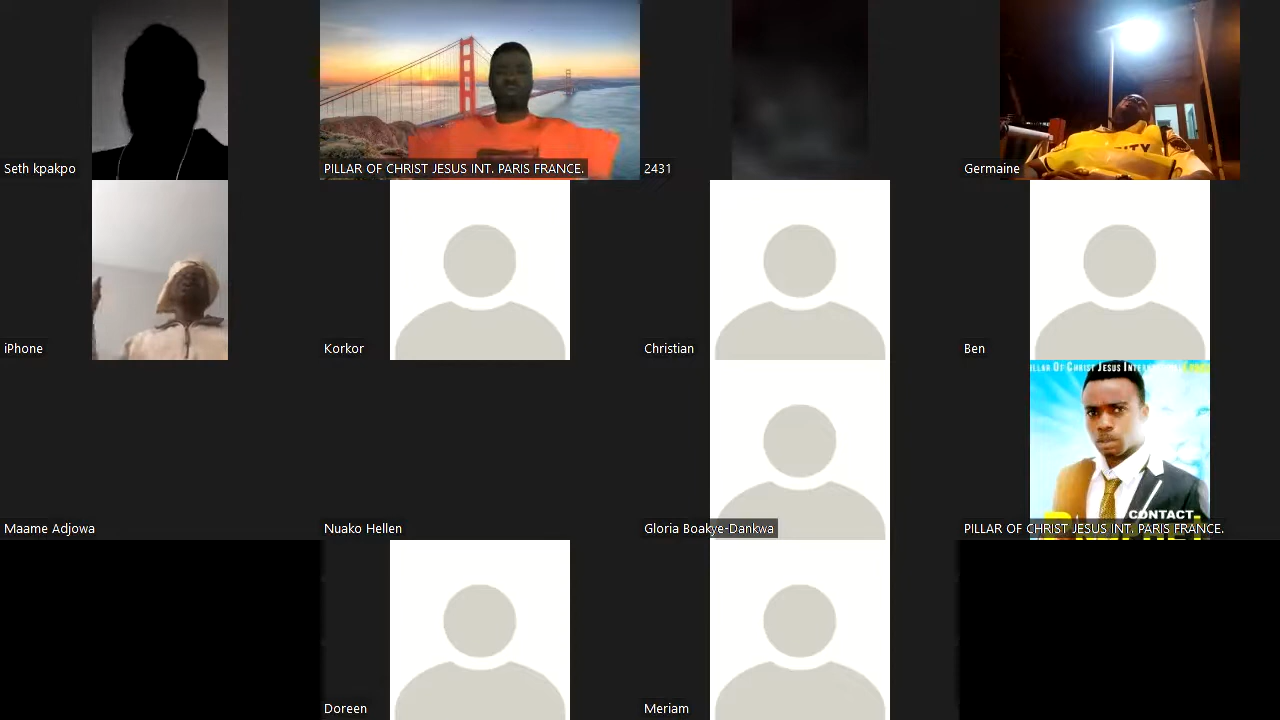 Seth kpakpo
PILLAR OF CHRIST JESUS INT. PARIS FRANCE.
2431
Germaine
iPhone
Korkor
Christian
Ben
Maame Adjowa
Nuako Hellen
Gloria Boakye-Dankwa
CONTACT
PILLAR OF CHRIST JESUS INT. PARIS FRANCE.
Doreen
Meriam